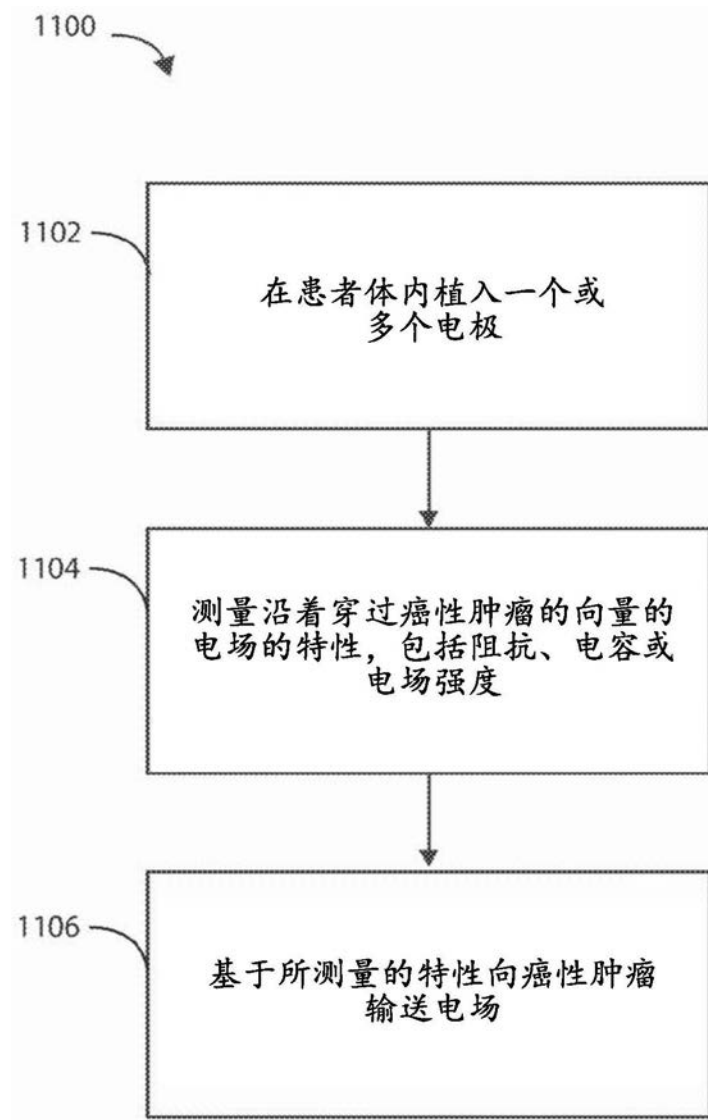 1100
1102
在患者体内植入一个或
多个电极
1104
测量沿着穿过癌性肿瘤的向量的
电场的特性，包括阻抗、电容或
电场强度
1106
基于所测量的特性向癌性肿瘤
输送电场